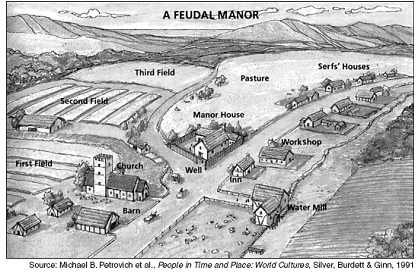 A FEUDAL MANOR
Third Field
Pasture
Serfs' Houses
Second Field
Manor House
Workshop
First Field
Church
Well
Inn
Barn
Water Mill
Source: Michael B. Petrovich et al., People in Time and Place: World Cultures, Silver, Burdett & Ginn, 1991